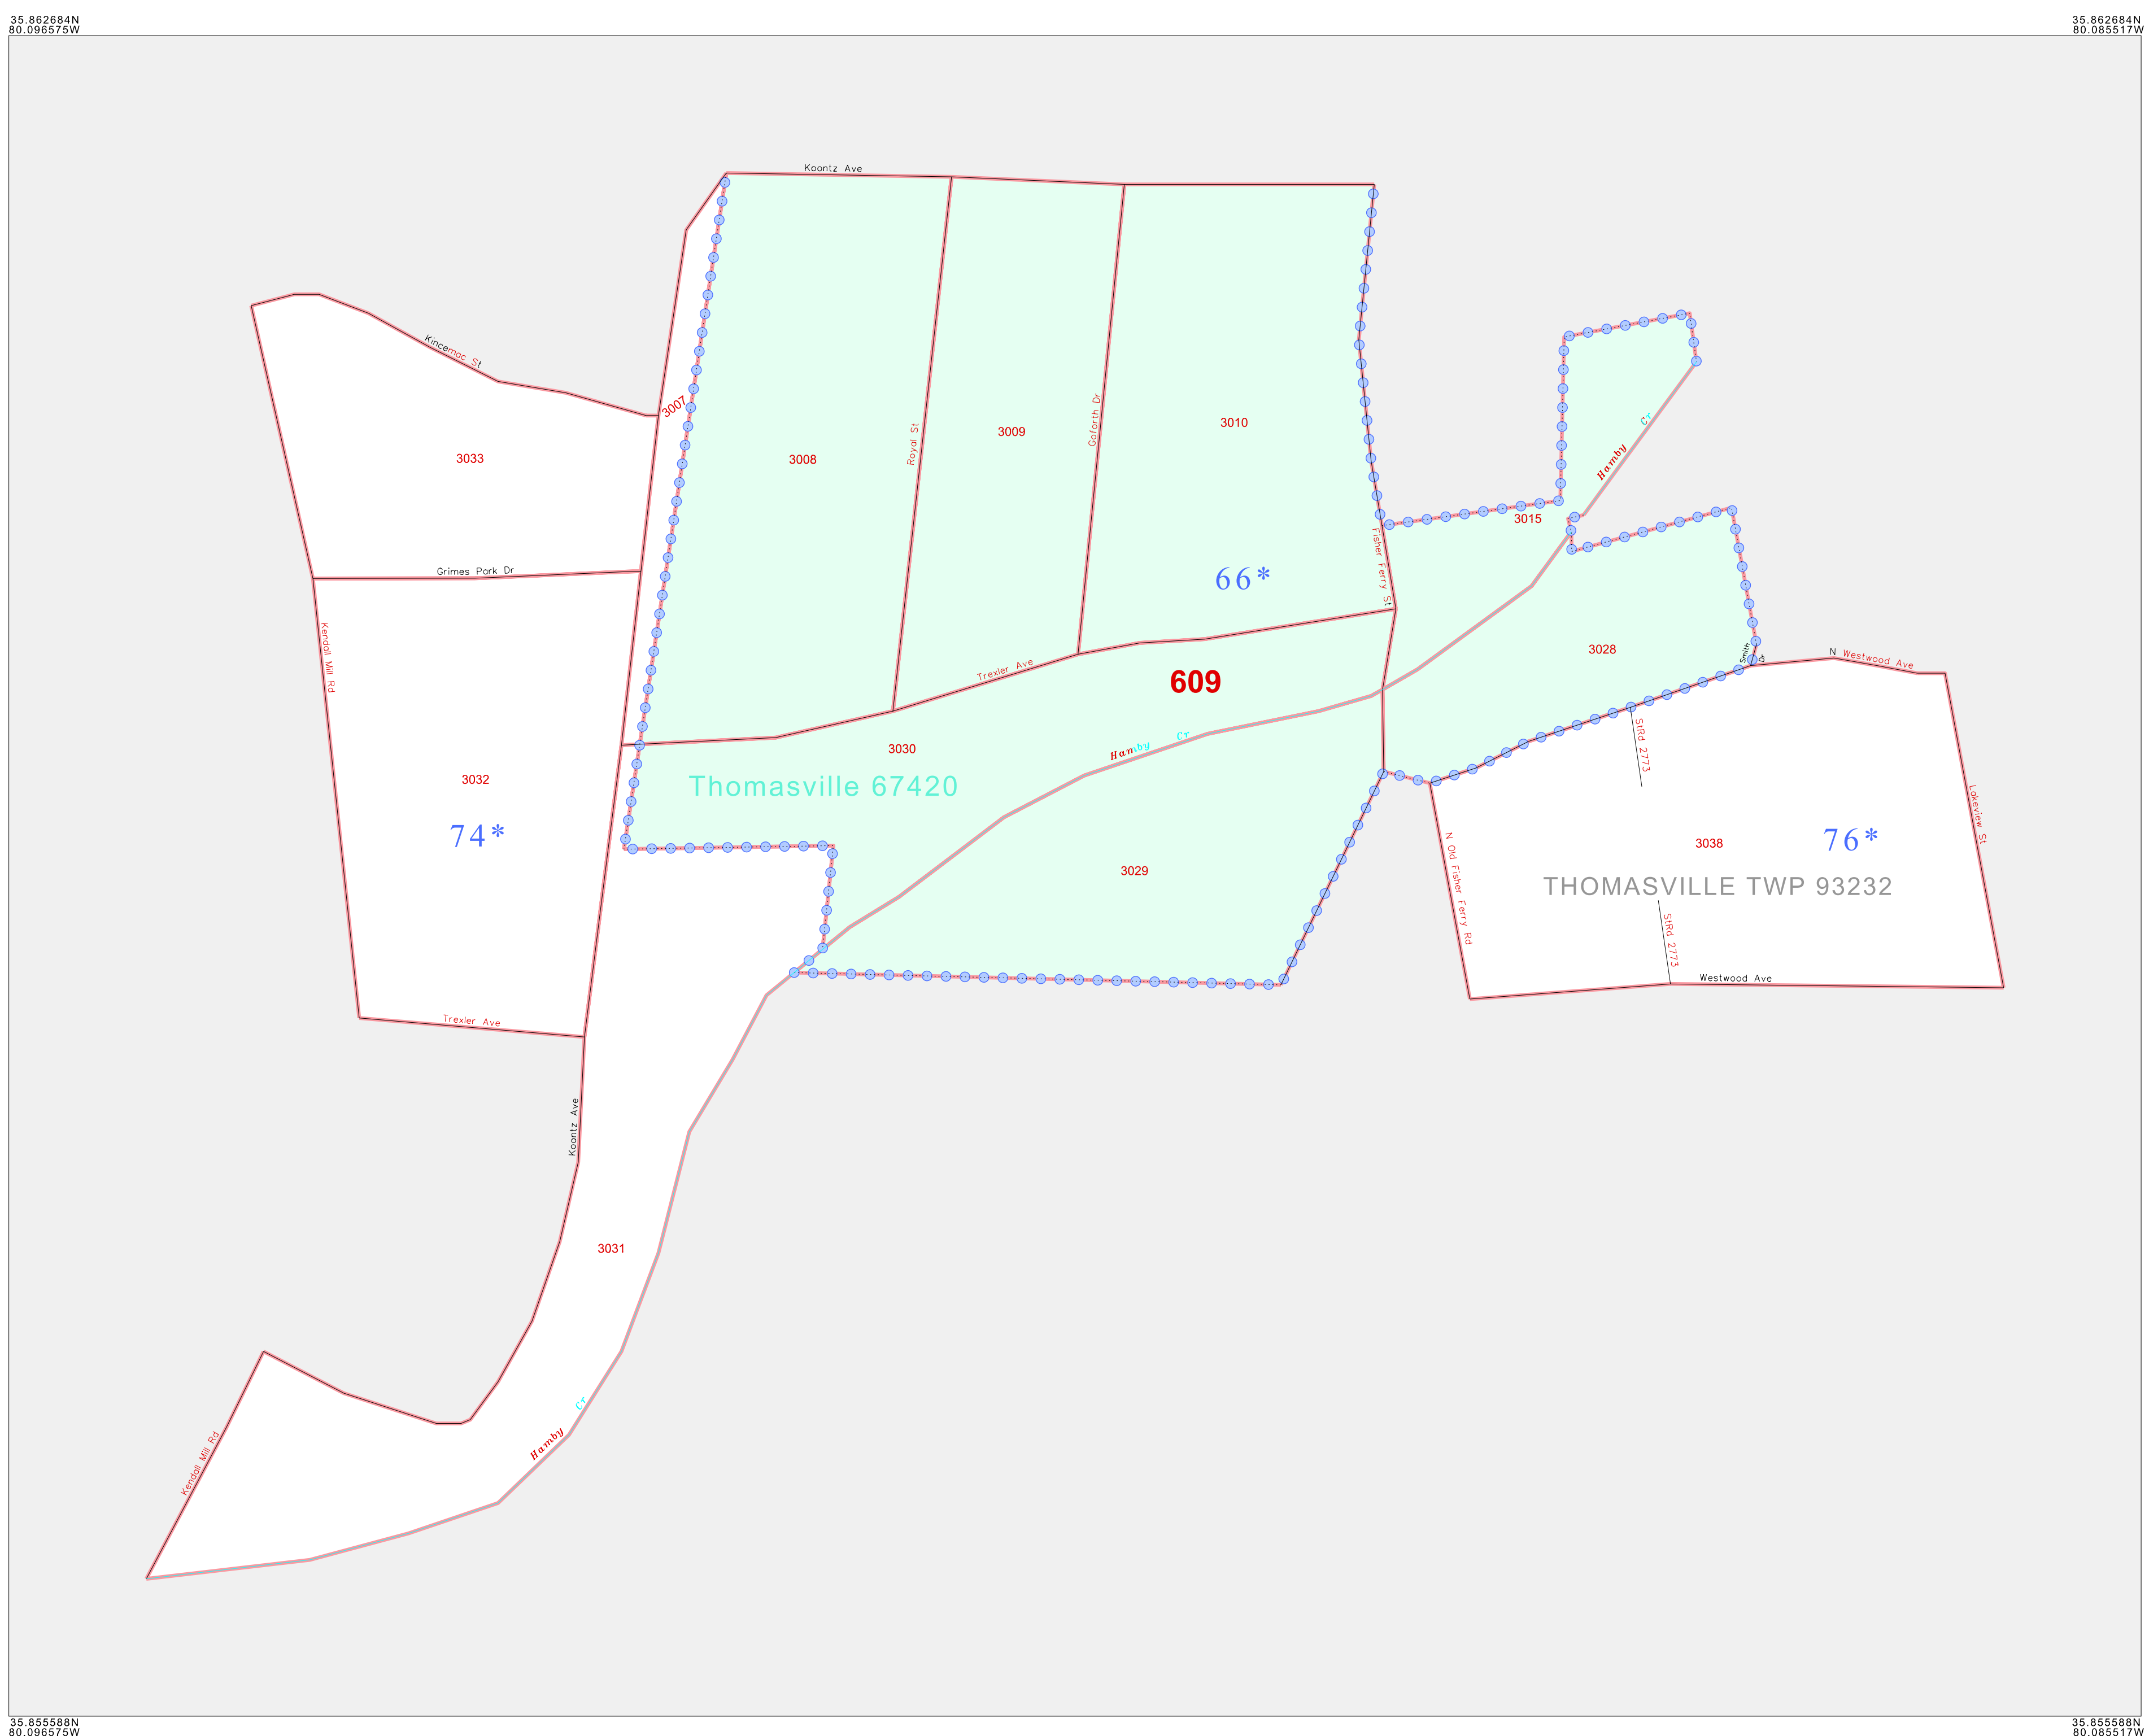 35.862684N
80.096575W
35.862684N
80.085517W
Koontz Ave
Kincemac St
3007
3033
3008
Royal St
3009
Goforth Dr
3010
Hamby Cr
3015
Fisher Ferry St
Grimes Park Dr
66*
Kendall Mill Rd
Trexler Ave
609
3028
Smith Dr
N Westwood Ave
StRd 2773
3030
Hamby Cr
Thomasville 67420
3032
74*
3029
N Old Fisher Ferry Rd
3038
76*
Lakeview St
THOMASVILLE TWP 93232
StRd 2773
Westwood Ave
Trexler Ave
Koontz Ave
3031
Hamby Cr
Kendall Mill Rd
35.855588N
80.096575W
35.855588N
80.085517W